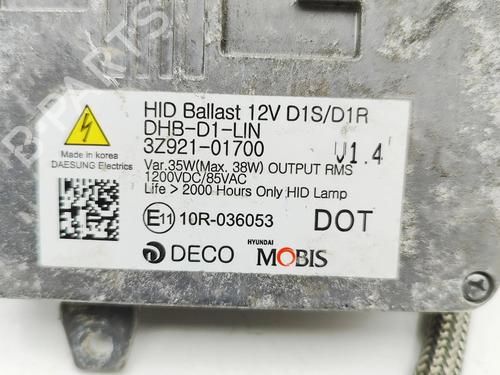 HID Ballast 12V D1S/D1R
DHB-D1-LIN
3Z921-01700 V1.4
Made in korea
DAESUNG Electrics
Var.35W(Max. 38W) OUTPUT RMS
1200VDC/85VAC
Life > 2000 Hours Only HID Lamp
E11 10R-036053 DOT
DECO HYUNDAI MOBIS
B-PARTS